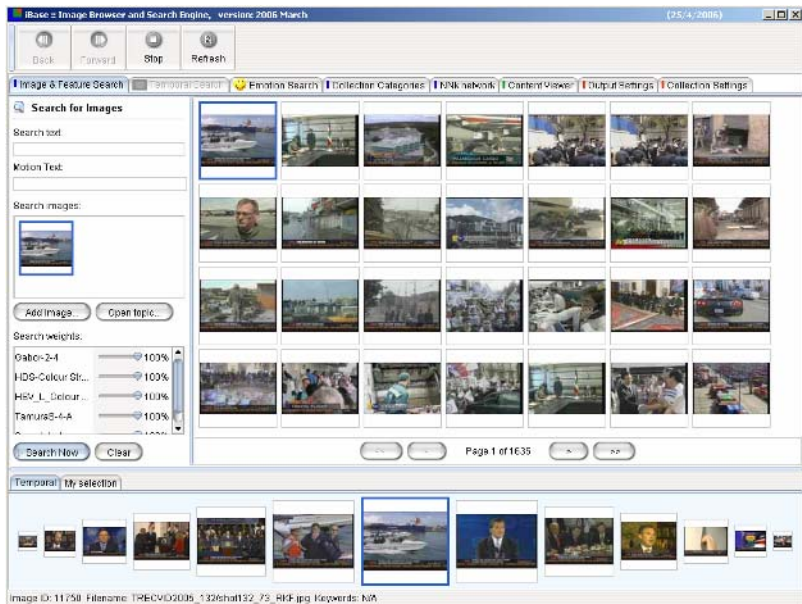 iBase :: Image Browser and Search Engine, version: 2006 March (25/4/2006)
Back Forward Stop Refresh
Image & Feature Search Temporal Search Emotion Search Collection Categories NNk network Content Viewer Output Settings Collection Settings
Search for Images
Search text
Motion Text:
Search images:
Add Image... Open topic...
Search weights:
Gabor-2-4 100%
HDS-Colour Str... 100%
HSV_L_Colour ... 100%
TamuraS-4-A 100%
100%
Search Now Clear
<< < Page 1 of 1635 > >>
Temporal My selection
Image ID: 11750 Filename TRECVID2005_132/shot132_73_RKF.jpg Keywords: N/A